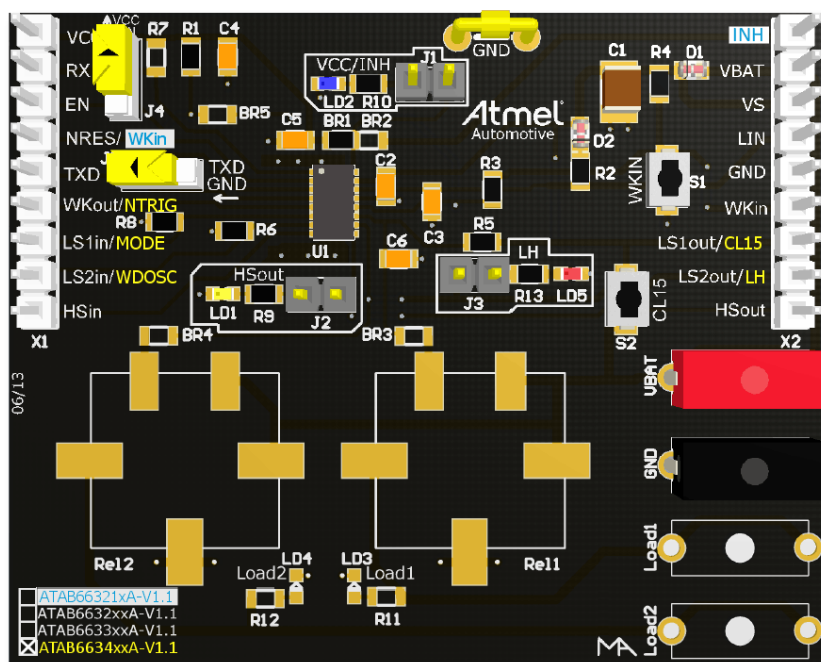 VCC
VCC
R7
R1
C4
VCC/INH
J1
GND
C1
R4
D1
INH
RX
J4
LD2
R10
VBAT
EN
BR5
C5
BR1
BR2
Atmel
Automotive
D2
VS
NRES/WKin
LIN
TXD
TXD
GND
C2
R3
R2
WKIN
S1
GND
WKout/NTRIG
R8
R6
U1
C3
WKin
LS1in/MODE
C6
R5
LS1out/CL15
LS2in/WDOSC
HSout
LH
LS2out/LH
HSin
LD1
R9
J2
J3
R13
LD5
CL15
HSout
X1
BR4
BR3
S2
X2
06/13
VBAT
GND
Rel2
Load2
LD4
LD3
Load1
Rel1
Load1
R12
R11
Load2
ATAB66321xA-V1.1
ATAB6632xxA-V1.1
ATAB6633xxA-V1.1
ATAB6634xxA-V1.1
MA